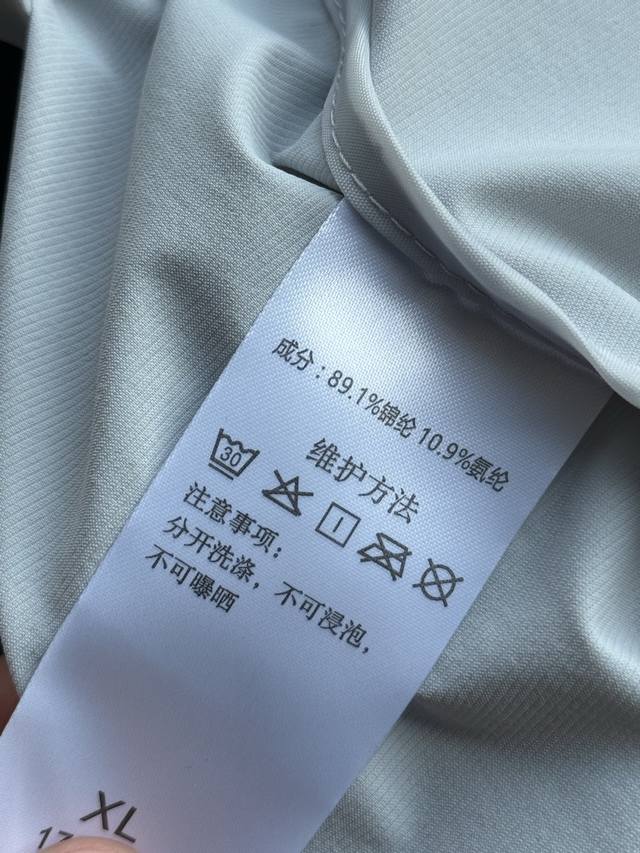 成分：89.1%锦纶 10.9%氨纶
维护方法
30
注意事项：
分开洗涤，不可浸泡，
不可曝晒
XL